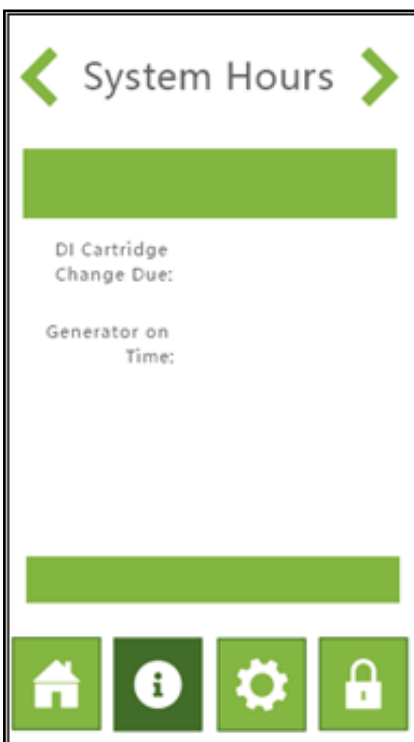 System Hours
DI Cartridge
Change Due:
Generator on
Time: